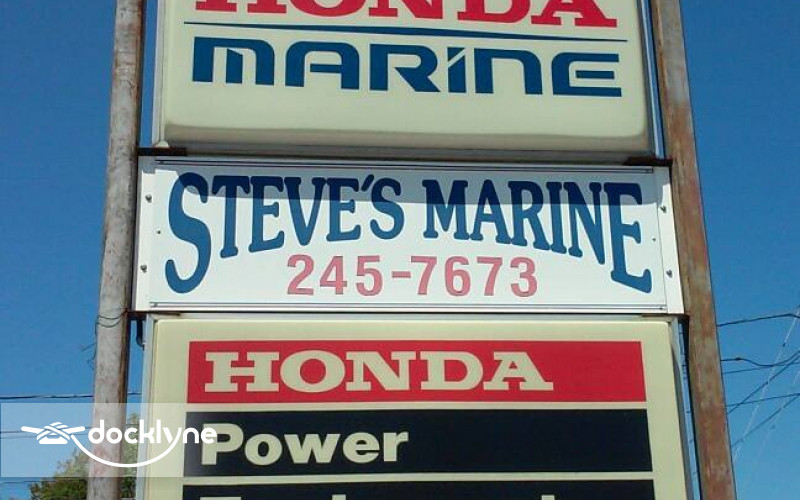 HONDA
MARINE
STEVE'S MARINE
245-7673
HONDA
docklyne
Power